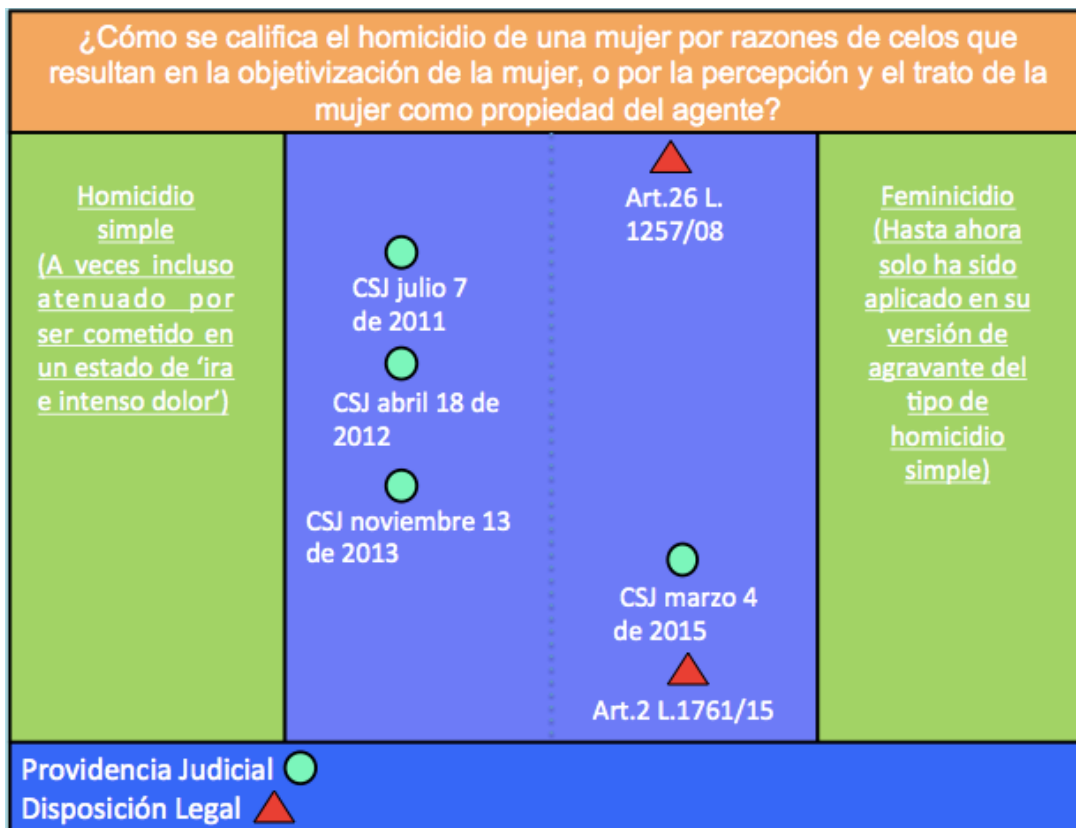 ¿Cómo se califica el homicidio de una mujer por razones de celos que
resultan en la objetivización de la mujer, o por la percepción y el trato de la
mujer como propiedad del agente?
Homicidio
simple
(A veces incluso
atenuado por
ser cometido en
un estado de ‘ira
e intenso dolor’)
CSJ julio 7
de 2011
CSJ abril 18 de
2012
CSJ noviembre 13
de 2013
Art.26 L.
1257/08
CSJ marzo 4
de 2015
Art.2 L.1761/15
Feminicidio
(Hasta ahora
solo ha sido
aplicado en su
versión de
agravante del
tipo de
homicidio
simple)
Providencia Judicial
Disposición Legal